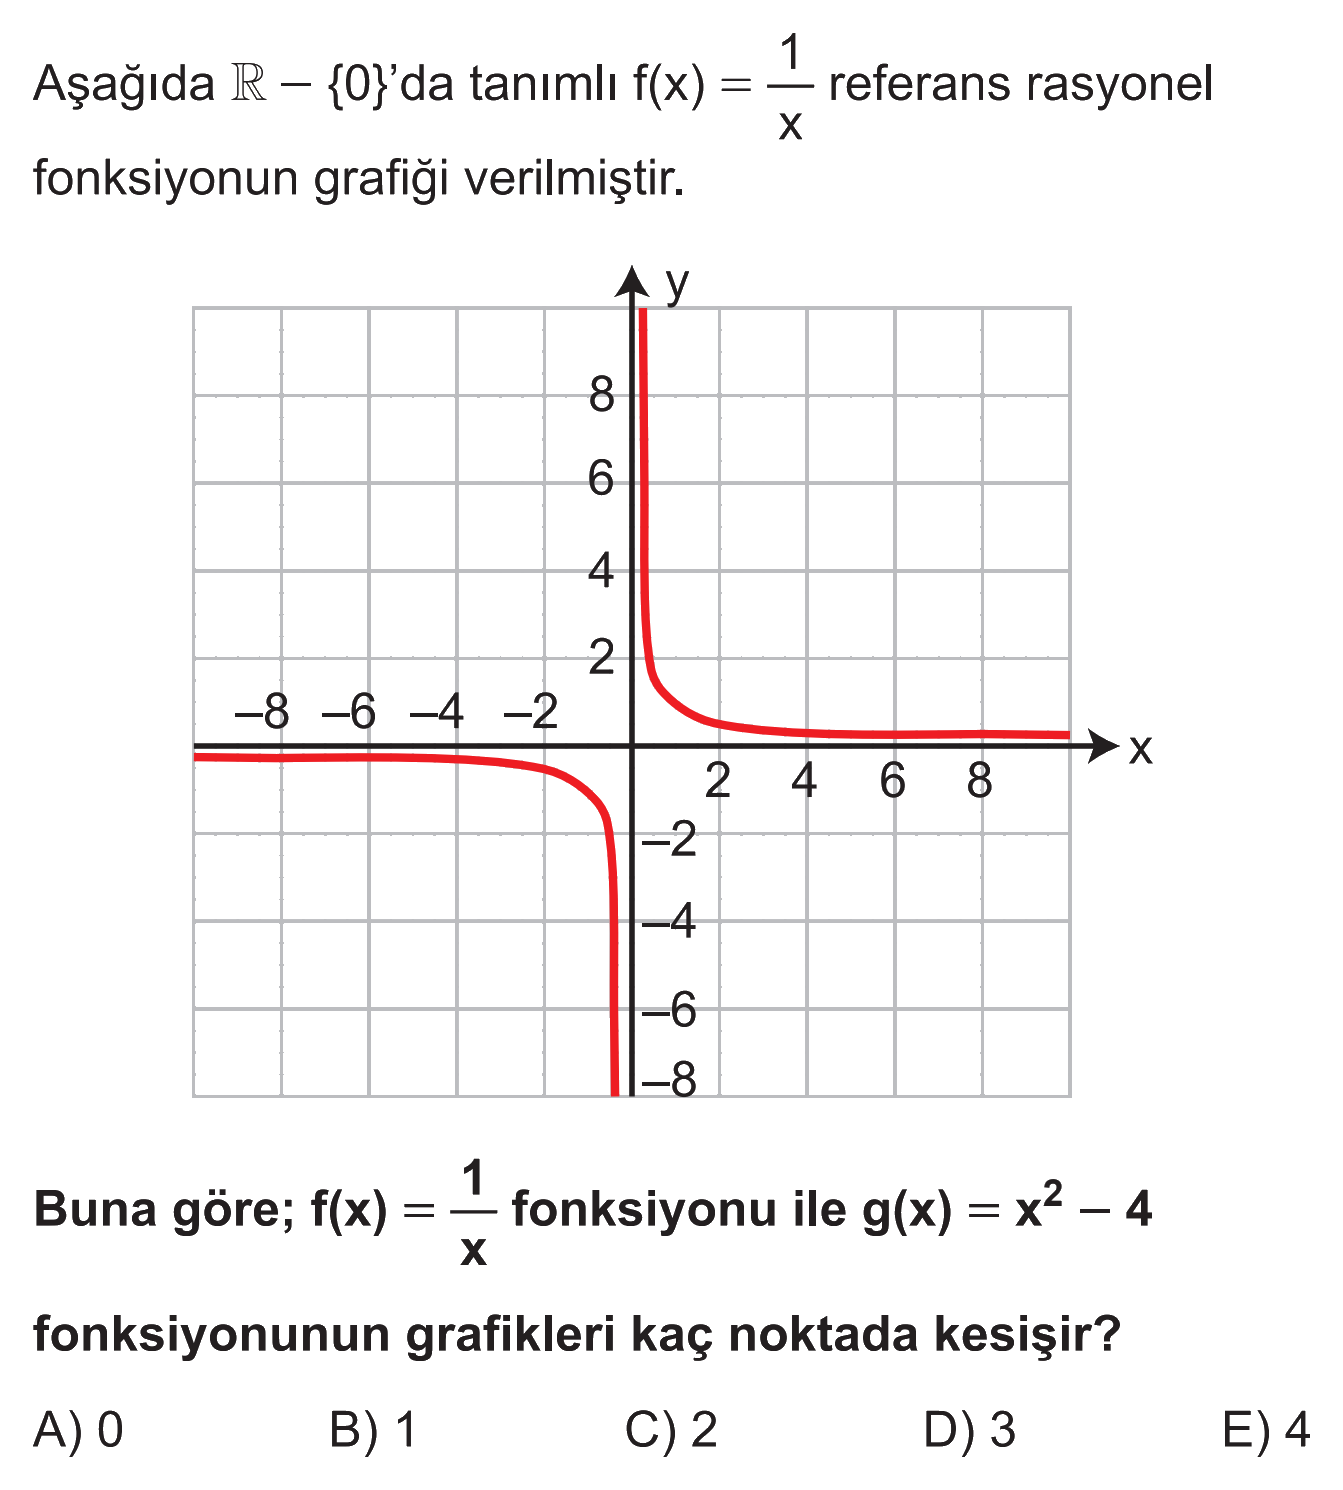 Aşağıda ℝ – {0}’da tanımlı f(x) = 1/x referans rasyonel
fonksiyonun grafiği verilmiştir.
y
8
6
4
2
–8 –6 –4 –2
x
2 4 6 8
–2
–4
–6
–8
Buna göre; f(x) = 1/x fonksiyonu ile g(x) = x² – 4
fonksiyonunun grafikleri kaç noktada kesişir?
A) 0 B) 1 C) 2 D) 3 E) 4